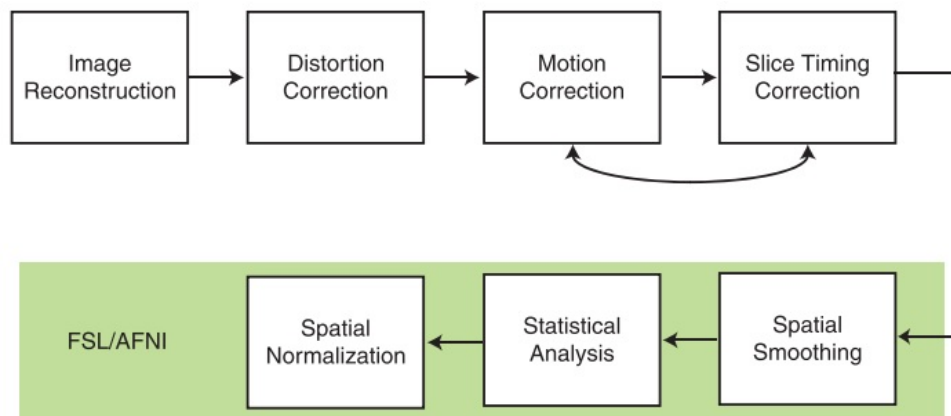 Image
Reconstruction
Distortion
Correction
Motion
Correction
Slice Timing
Correction
FSL/AFNI
Spatial
Normalization
Statistical
Analysis
Spatial
Smoothing